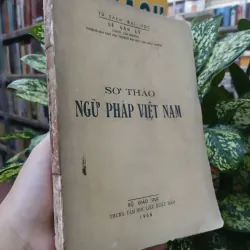 TỦ SÁCH ĐẠI-HỌC
LÊ VĂN LÝ
SƠ THẢO
NGỮ PHÁP VIỆT NAM
BỘ GIÁO DỤC
TRUNG TÂM HỌC LIỆU XUẤT BẢN
1968